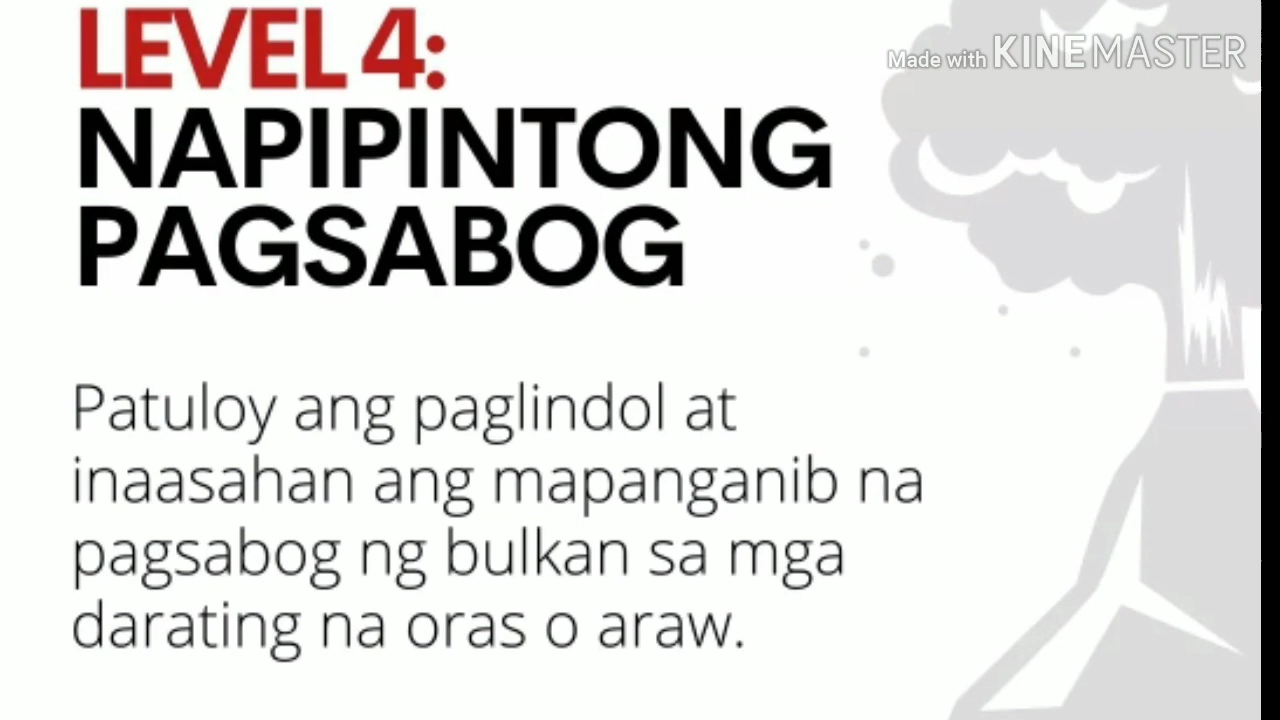 LEVEL 4:
Made with KINEMASTER
NAPIPINTONG
PAGSABOG
Patuloy ang paglindol at
inaasahan ang mapanganib na
pagsabog ng bulkan sa mga
darating na oras o araw.